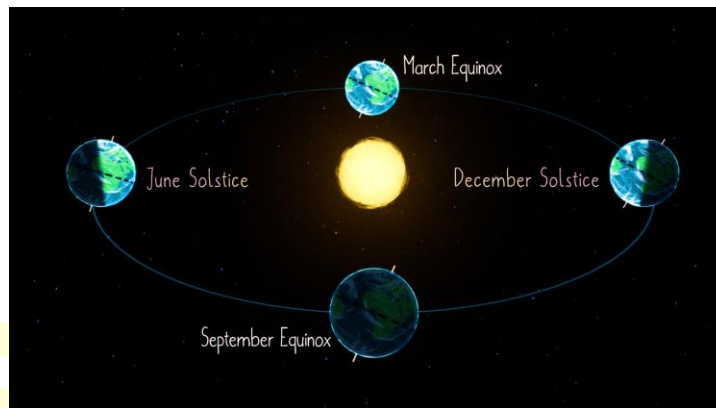 March Equinox
June Solstice
December Solstice
September Equinox